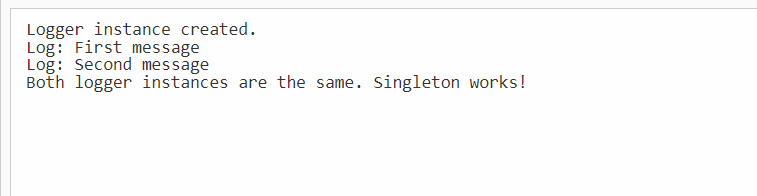 Logger instance created.
Log: First message
Log: Second message
Both logger instances are the same. Singleton works!